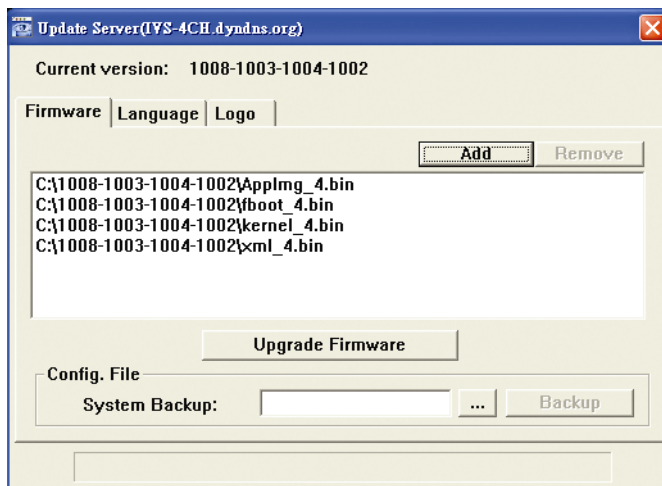 Update Server(IVS-4CH.dyndns.org)
Current version: 1008-1003-1004-1002
Firmware Language Logo
Add Remove
C:\1008-1003-1004-1002\AppImg_4.bin
C:\1008-1003-1004-1002\fboot_4.bin
C:\1008-1003-1004-1002\kernel_4.bin
C:\1008-1003-1004-1002\xml_4.bin
Upgrade Firmware
Config. File
System Backup: ... Backup